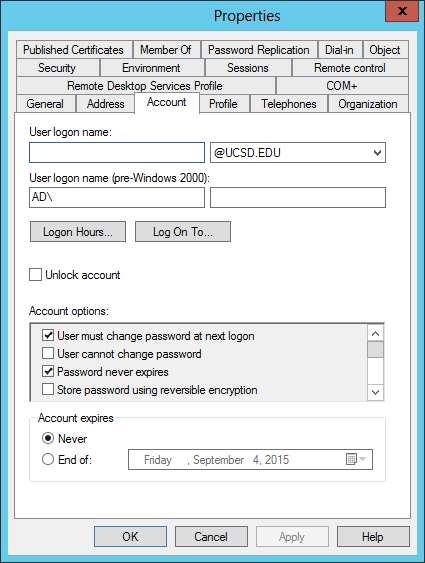 Properties
Published Certificates Member Of Password Replication Dial-in Object
Security Environment Sessions Remote control
Remote Desktop Services Profile COM+
General Address Account Profile Telephones Organization
User logon name:
@UCSD.EDU
User logon name (pre-Windows 2000):
AD\
Logon Hours... Log On To...
Unlock account
Account options:
User must change password at next logon
User cannot change password
Password never expires
Store password using reversible encryption
Account expires
Never
End of: Friday , September 4, 2015
OK Cancel Apply Help